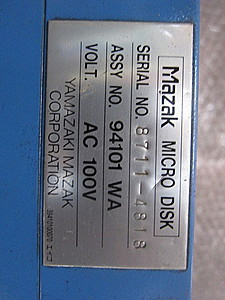 Mazak MICRO DISK
SERIAL NO. 8711-4818
ASSY NO. 94101 WA
VOLT. AC 100V
YAMAZAKI MAZAK
CORPORATION